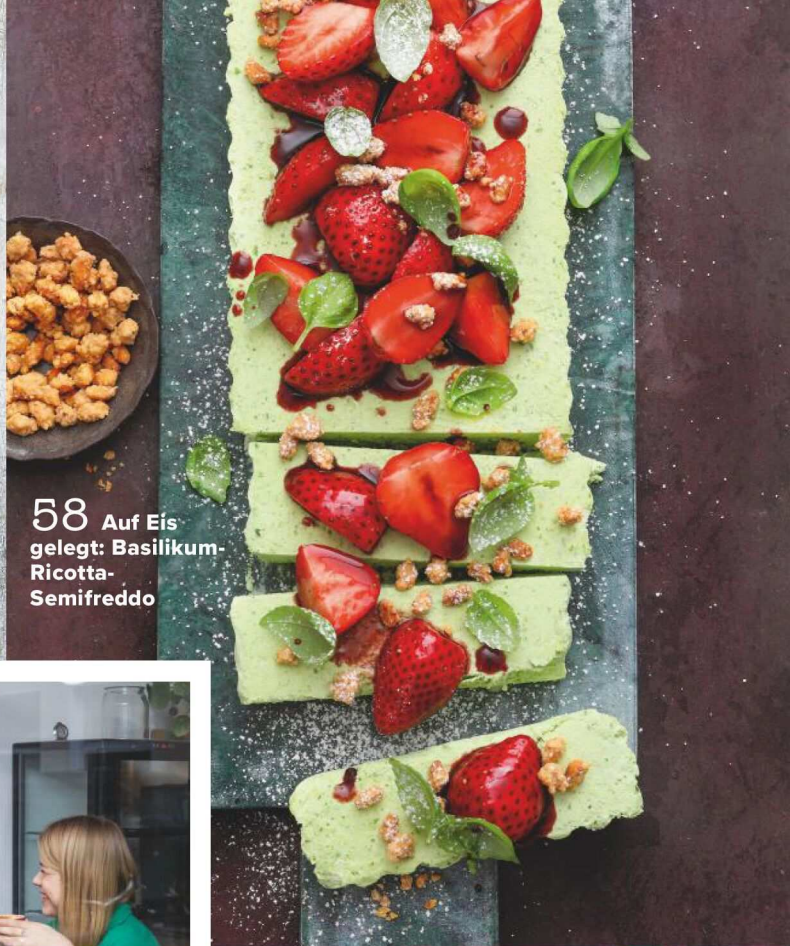 58 Auf Eis
gelegt: Basilikum-
Ricotta-
Semifreddo